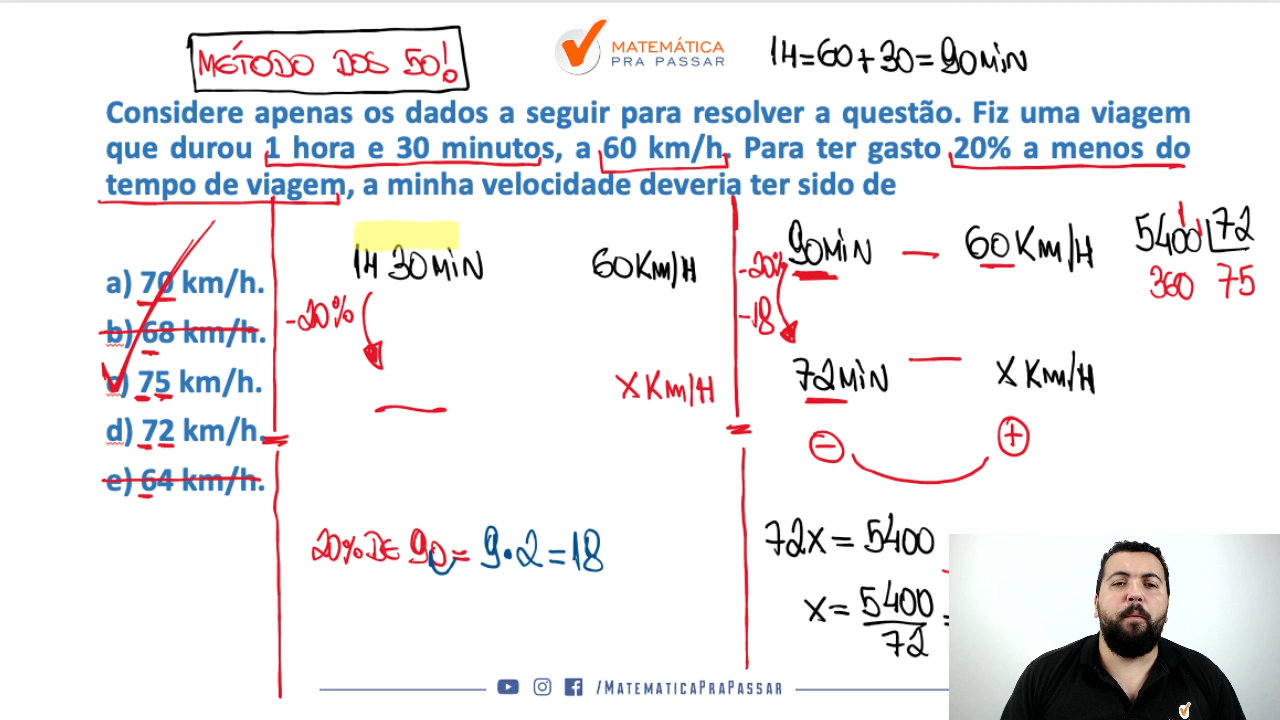 MÉTODO DOS 50!
MATEMÁTICA
PRA PASSAR
1H=60+30=90MIN
Considere apenas os dados a seguir para resolver a questão. Fiz uma viagem
que durou 1 hora e 30 minutos, a 60 km/h. Para ter gasto 20% a menos do
tempo de viagem, a minha velocidade deveria ter sido de
a) 70 km/h.
b) 68 km/h.
c) 75 km/h.
d) 72 km/h.
e) 64 km/h.
1H 30MIN 60KM/H
-20%
XKM/H
20% DE 90 = 9•2=18
90MIN — 60KM/H
-20%
-18
72MIN — XKM/H
- +
72X = 5400
X = 5400
72 =
5400 72
360 75
/MATEMATICAPRAPASSAR